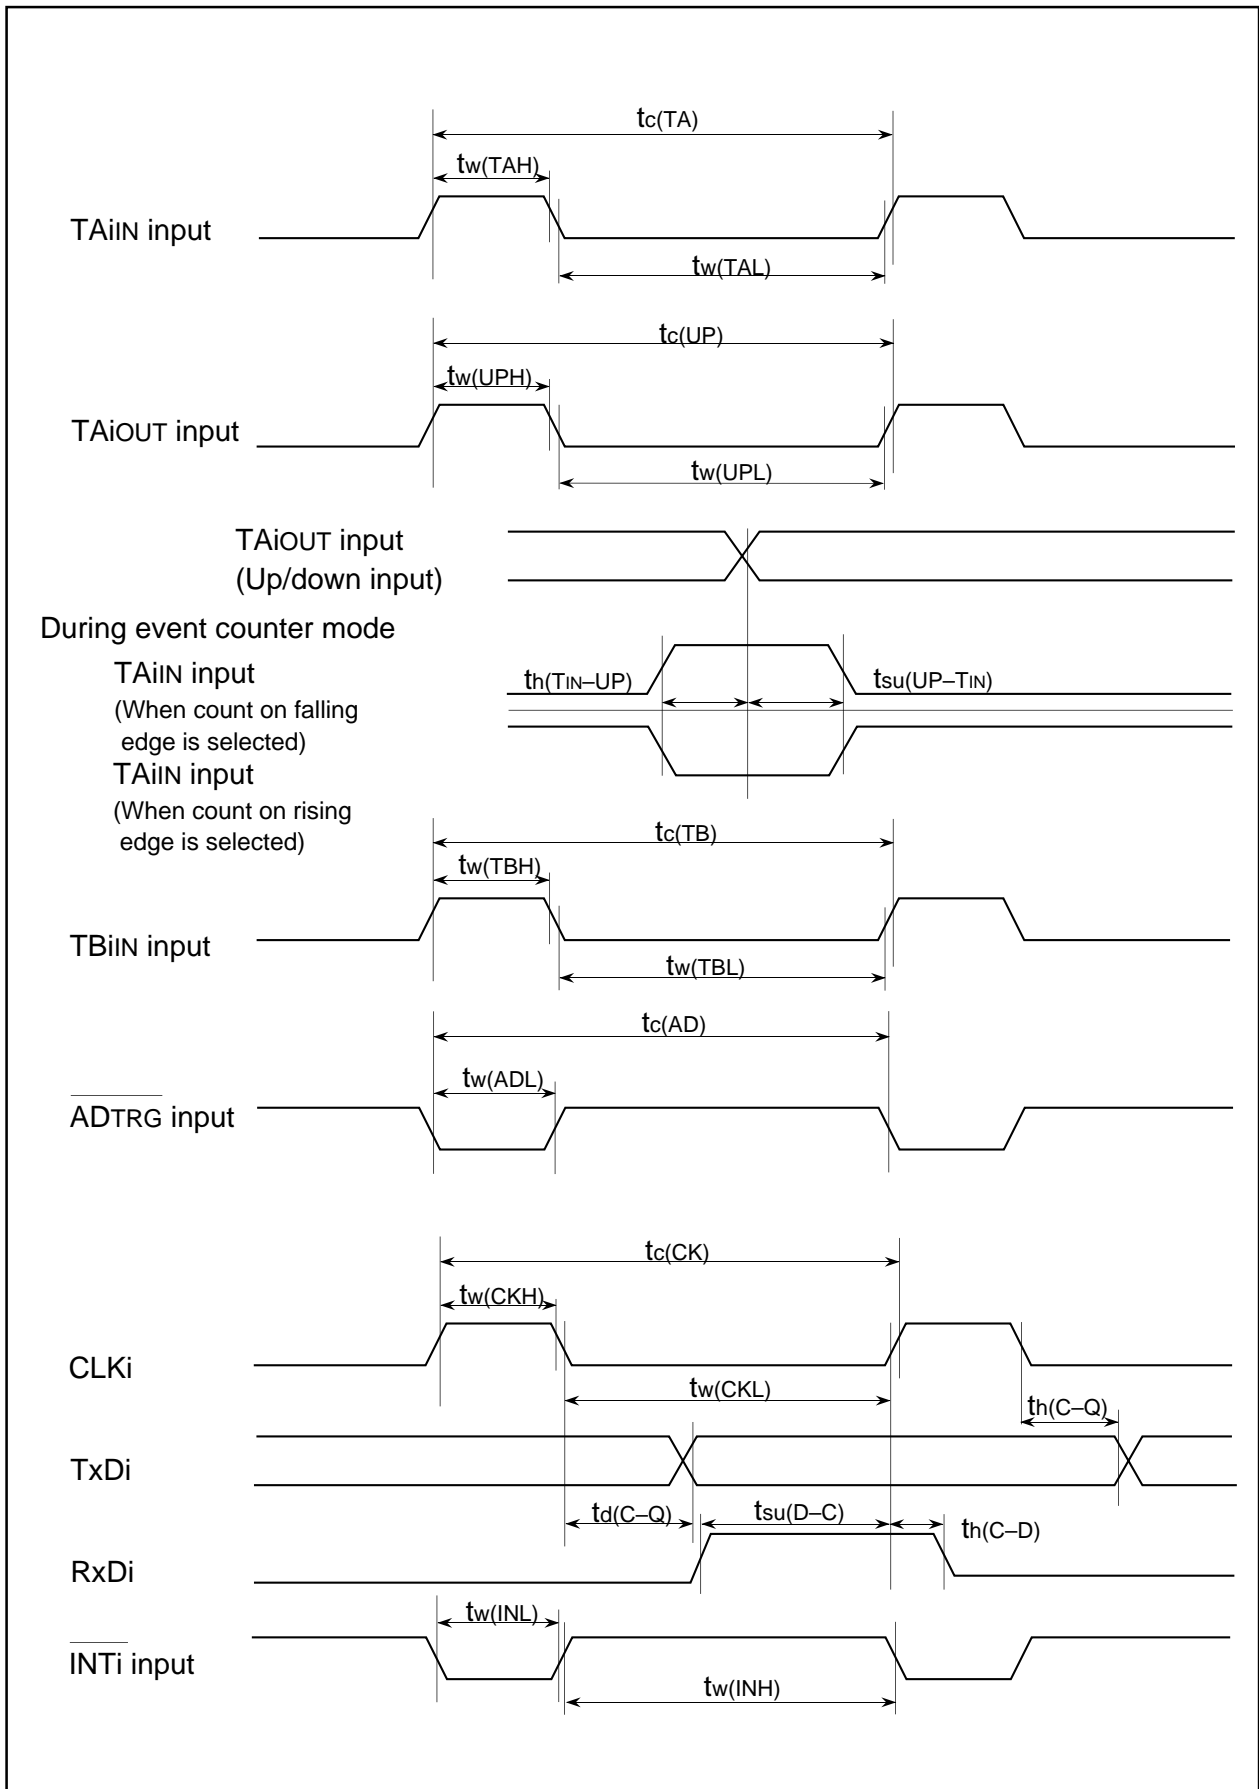 tc(TA)
tw(TAH)
TAiIN input
tw(TAL)
tc(UP)
tw(UPH)
TAiOUT input
tw(UPL)
TAiOUT input
(Up/down input)
During event counter mode
TAiIN input
(When count on falling
edge is selected)
th(TIN–UP)
tsu(UP–TIN)
TAiIN input
(When count on rising
edge is selected)
tc(TB)
tw(TBH)
TBiIN input
tw(TBL)
tc(AD)
tw(ADL)
ADTRG input
tc(CK)
tw(CKH)
CLKi
tw(CKL)
th(C–Q)
TxDi
td(C–Q)
tsu(D–C)
th(C–D)
RxDi
tw(INL)
INTi input
tw(INH)